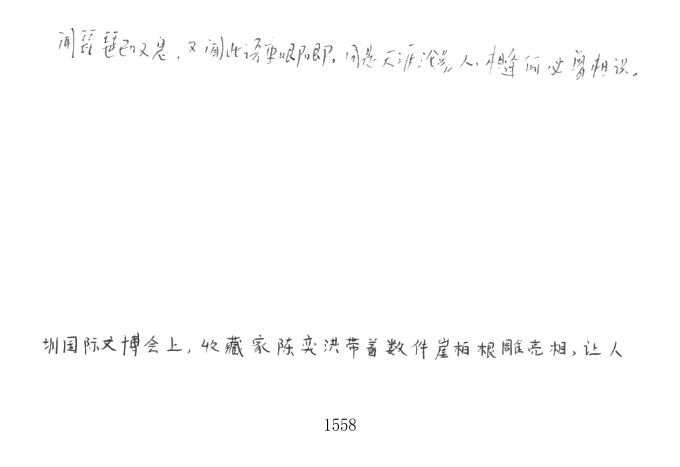 闻琵琶已叹息，又闻此语重唧唧。同是天涯沦落人，相逢何必曾相识。
圳国际文博会上，收藏家陈奕洪带着数件崖柏根雕亮相，让人
1558